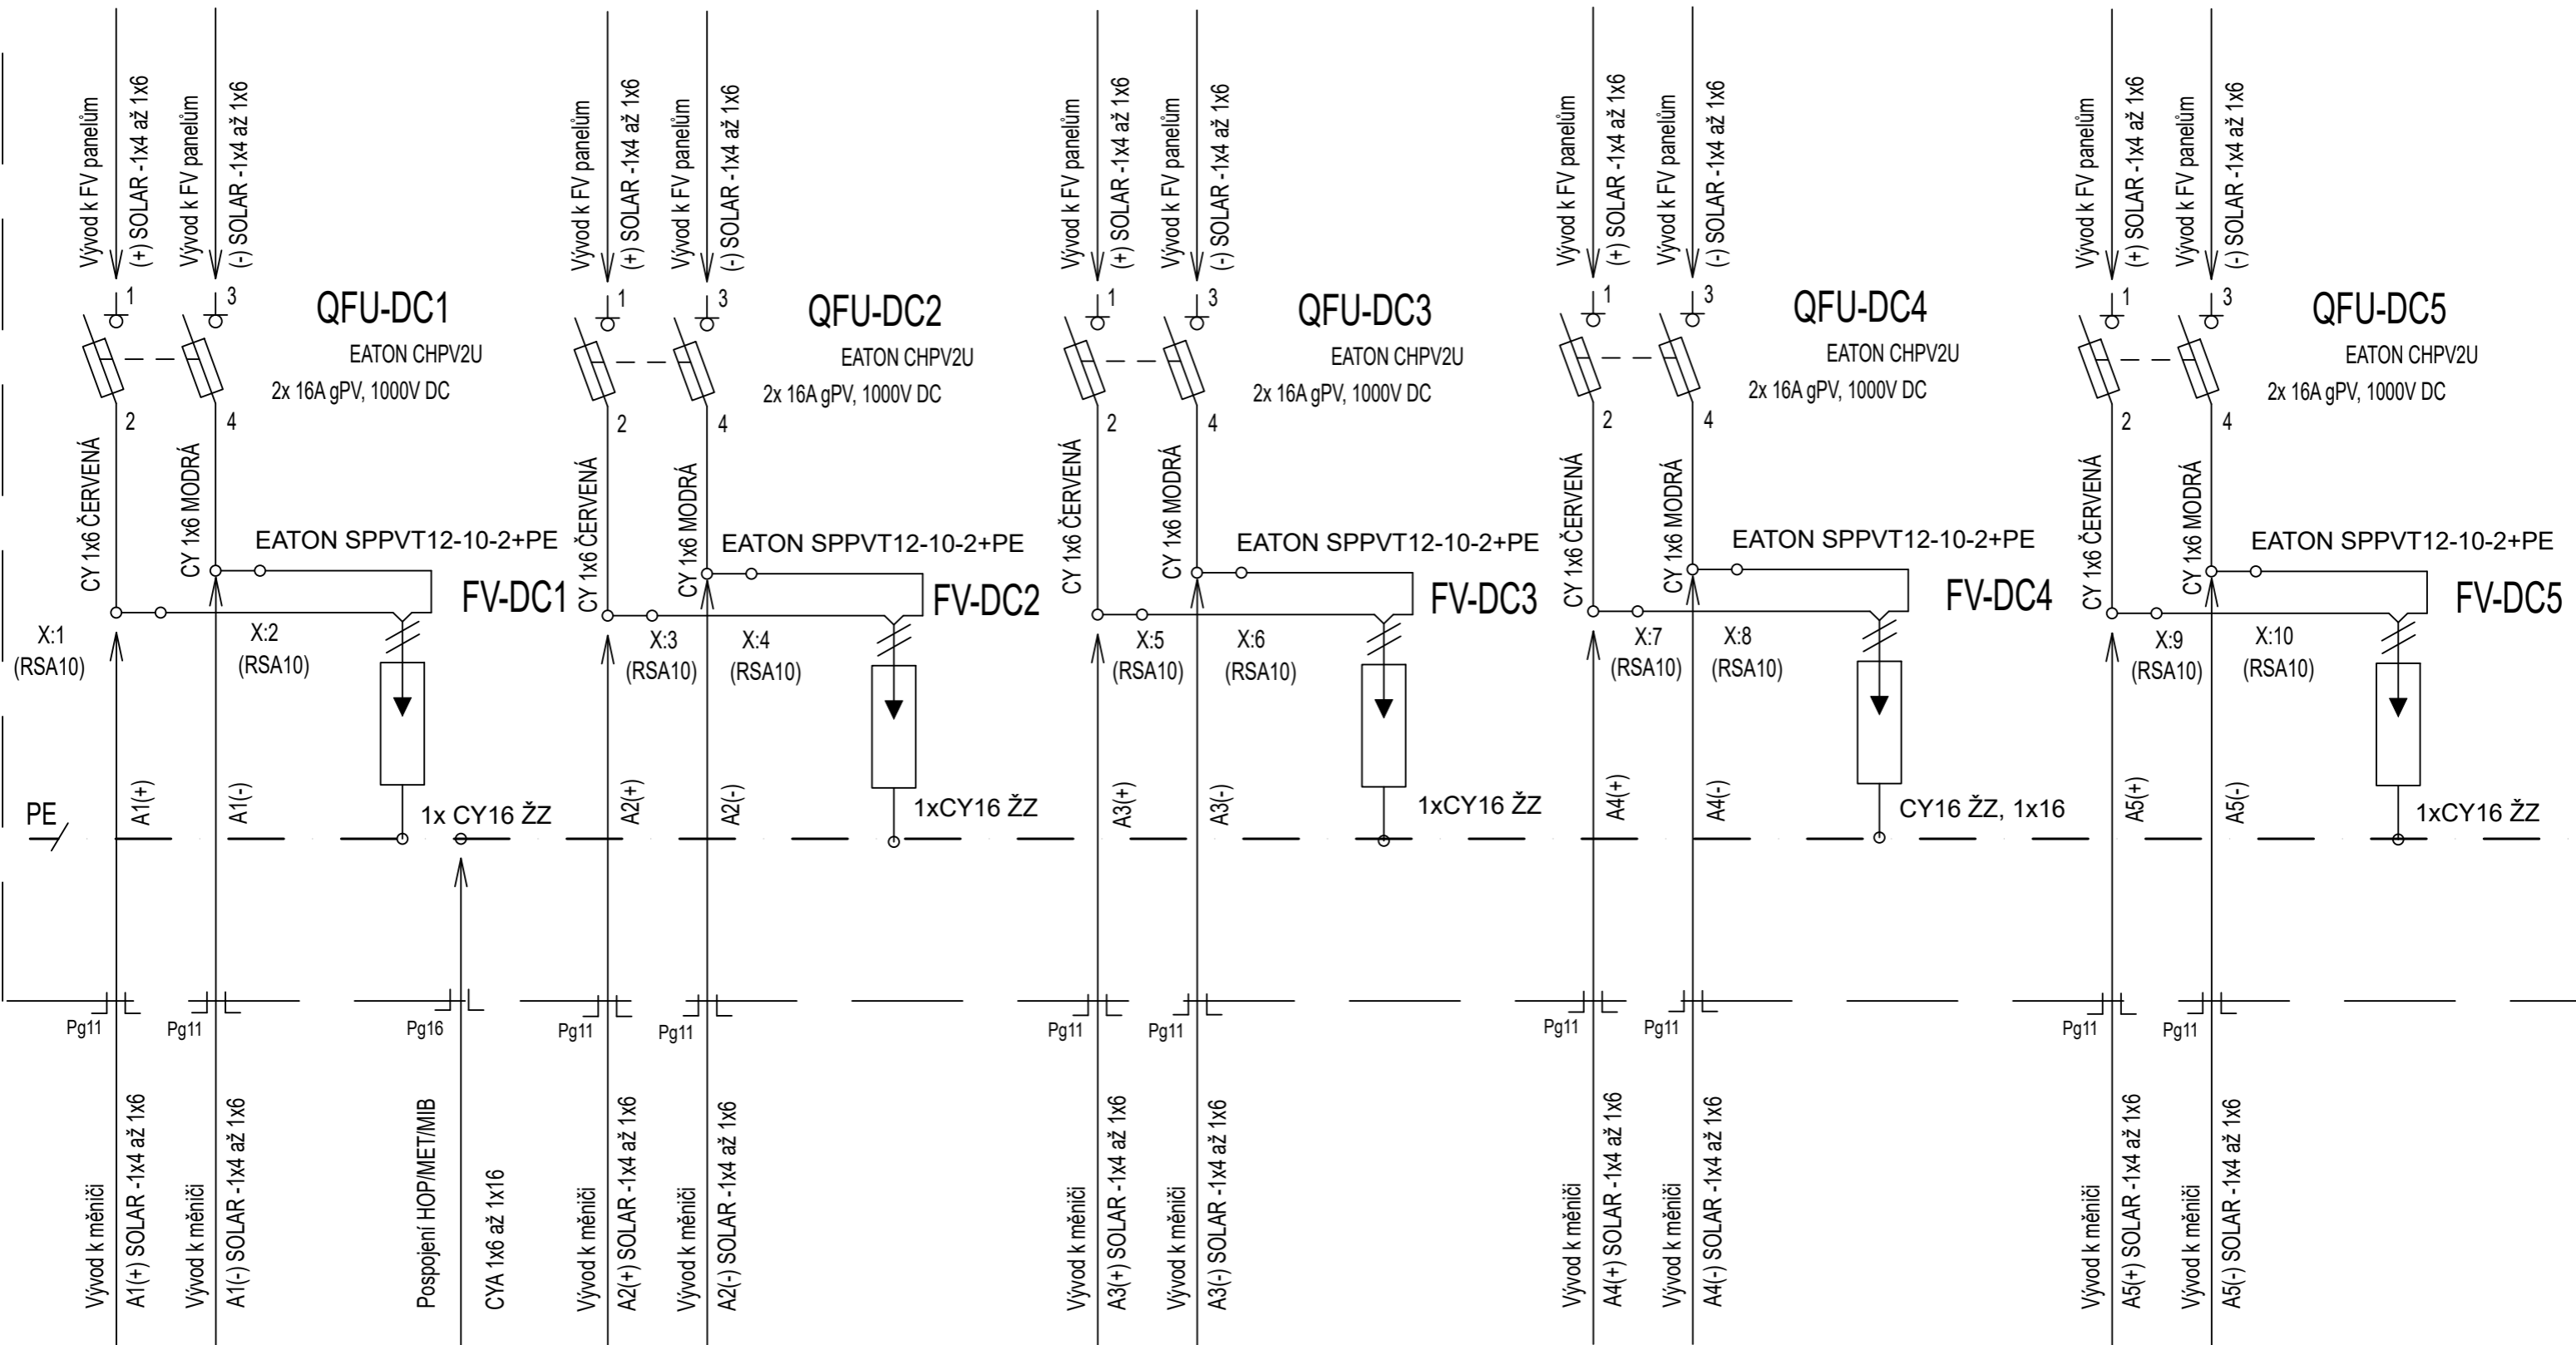 Vývod k FV panelům
(+) SOLAR -1x4 až 1x6
Vývod k FV panelům
(-) SOLAR -1x4 až 1x6
1
3
QFU-DC1
EATON CHPV2U
2x 16A gPV, 1000V DC
2
4
CY 1x6 ČERVENÁ
CY 1x6 MODRÁ
EATON SPPVT12-10-2+PE
FV-DC1
X:1
(RSA10)
X:2
(RSA10)
PE
A1(+)
A1(-)
1x CY16 ŽZ
Pg11
Pg11
Pg16
Vývod k měniči
A1(+) SOLAR -1x4 až 1x6
Vývod k měniči
A1(-) SOLAR -1x4 až 1x6
Pospojení HOP/MET/MIB
CYA 1x6 až 1x16
Vývod k FV panelům
(+) SOLAR -1x4 až 1x6
Vývod k FV panelům
(-) SOLAR -1x4 až 1x6
1
3
QFU-DC2
EATON CHPV2U
2x 16A gPV, 1000V DC
2
4
CY 1x6 ČERVENÁ
CY 1x6 MODRÁ
EATON SPPVT12-10-2+PE
FV-DC2
X:3
(RSA10)
X:4
(RSA10)
A2(+)
A2(-)
1xCY16 ŽZ
Pg11
Pg11
Vývod k měniči
A2(+) SOLAR -1x4 až 1x6
Vývod k měniči
A2(-) SOLAR -1x4 až 1x6
Vývod k FV panelům
(+) SOLAR -1x4 až 1x6
Vývod k FV panelům
(-) SOLAR -1x4 až 1x6
1
3
QFU-DC3
EATON CHPV2U
2x 16A gPV, 1000V DC
2
4
CY 1x6 ČERVENÁ
CY 1x6 MODRÁ
EATON SPPVT12-10-2+PE
FV-DC3
X:5
(RSA10)
X:6
(RSA10)
A3(+)
A3(-)
1xCY16 ŽZ
Pg11
Pg11
Vývod k měniči
A3(+) SOLAR -1x4 až 1x6
Vývod k měniči
A3(-) SOLAR -1x4 až 1x6
Vývod k FV panelům
(+) SOLAR -1x4 až 1x6
Vývod k FV panelům
(-) SOLAR -1x4 až 1x6
1
3
QFU-DC4
EATON CHPV2U
2x 16A gPV, 1000V DC
2
4
CY 1x6 ČERVENÁ
CY 1x6 MODRÁ
EATON SPPVT12-10-2+PE
FV-DC4
X:7
(RSA10)
X:8
(RSA10)
A4(+)
A4(-)
CY16 ŽZ, 1x16
Pg11
Pg11
Vývod k měniči
A4(+) SOLAR -1x4 až 1x6
Vývod k měniči
A4(-) SOLAR -1x4 až 1x6
Vývod k FV panelům
(+) SOLAR -1x4 až 1x6
Vývod k FV panelům
(-) SOLAR -1x4 až 1x6
1
3
QFU-DC5
EATON CHPV2U
2x 16A gPV, 1000V DC
2
4
CY 1x6 ČERVENÁ
CY 1x6 MODRÁ
EATON SPPVT12-10-2+PE
FV-DC5
X:9
(RSA10)
X:10
(RSA10)
A5(+)
A5(-)
1xCY16 ŽZ
Pg11
Pg11
Vývod k měniči
A5(+) SOLAR -1x4 až 1x6
Vývod k měniči
A5(-) SOLAR -1x4 až 1x6